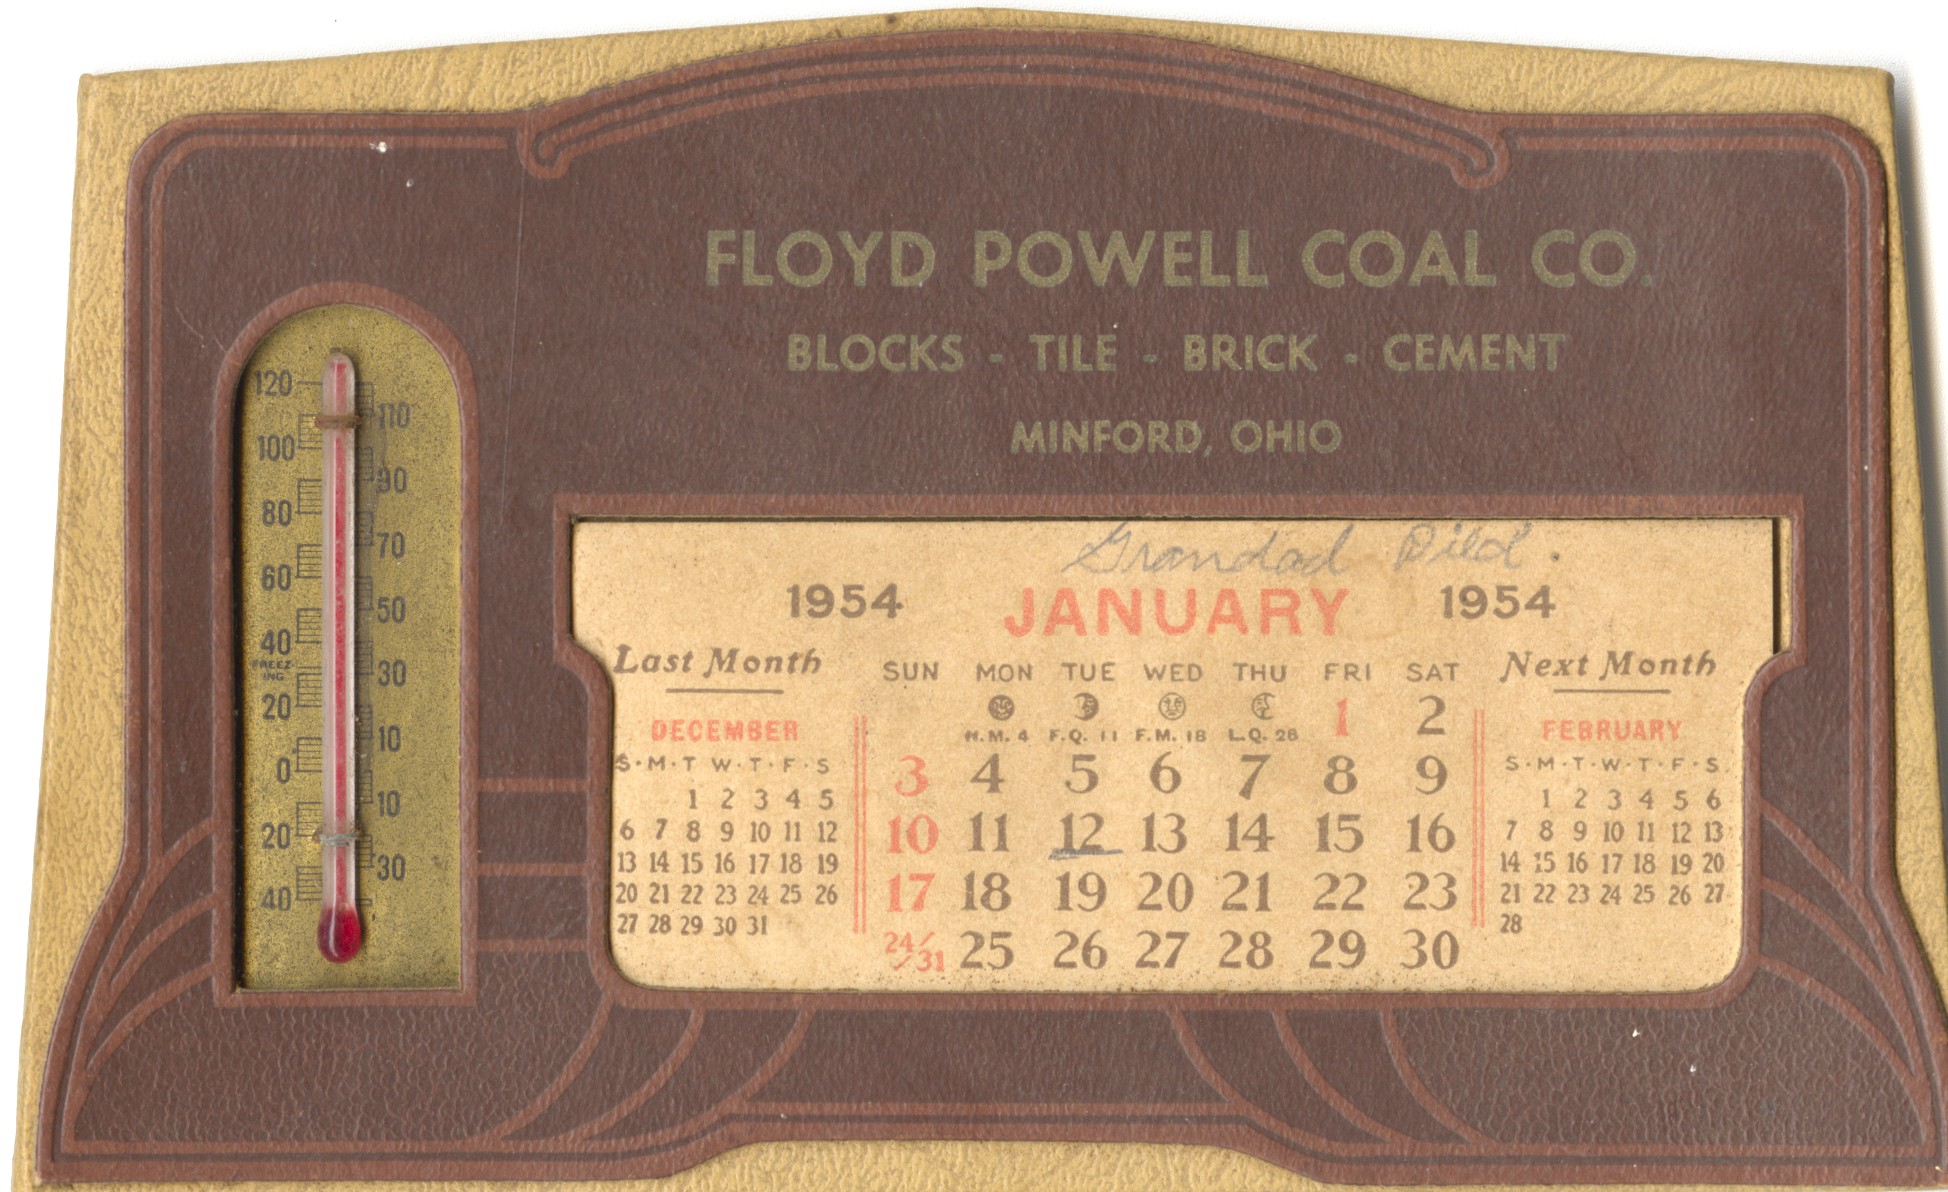 FLOYD POWELL COAL CO.
BLOCKS - TILE - BRICK - CEMENT
MINFORD, OHIO
120
110
100
90
80
70
60
50
40
FREEZ-
ING
30
20
10
0
10
20
30
40
Grandad Died.
1954 JANUARY 1954
Last Month
DECEMBER
S·M·T·W·T·F·S
1 2 3 4 5
6 7 8 9 10 11 12
13 14 15 16 17 18 19
20 21 22 23 24 25 26
27 28 29 30 31
SUN MON TUE WED THU FRI SAT
N.M. 4 F.Q. 11 F.M. 18 L.Q. 26 1 2
3 4 5 6 7 8 9
10 11 12 13 14 15 16
17 18 19 20 21 22 23
24/31 25 26 27 28 29 30
Next Month
FEBRUARY
S·M·T·W·T·F·S
1 2 3 4 5 6
7 8 9 10 11 12 13
14 15 16 17 18 19 20
21 22 23 24 25 26 27
28